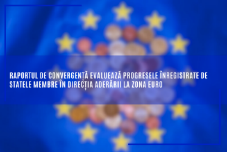 RAPORTUL DE CONVERGENȚĂ EVALUEAZĂ PROGRESELE ÎNREGISTRATE DE
STATELE MEMBRE ÎN DIRECȚIA ADERĂRII LA ZONA EURO